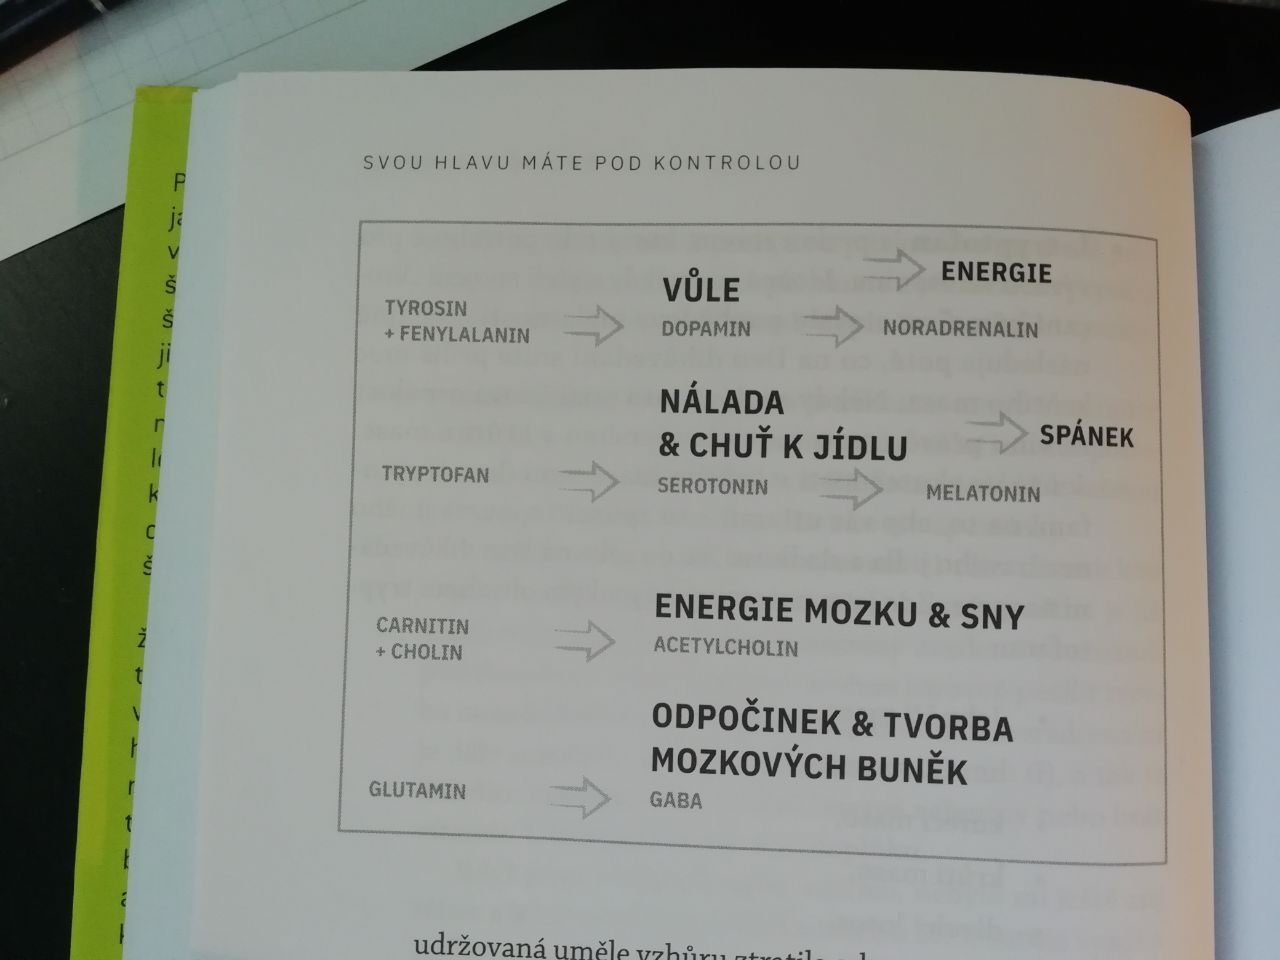 SVOU HLAVU MÁTE POD KONTROLOU
ENERGIE
VŮLE
TYROSIN
+ FENYLALANIN
DOPAMIN
NORADRENALIN
NÁLADA
& CHUŤ K JÍDLU
SPÁNEK
TRYPTOFAN
SEROTONIN
MELATONIN
ENERGIE MOZKU & SNY
CARNITIN
+ CHOLIN
ACETYLCHOLIN
ODPOČINEK & TVORBA
MOZKOVÝCH BUNĚK
GLUTAMIN
GABA
udržovaná uměle vzhůru ztratila